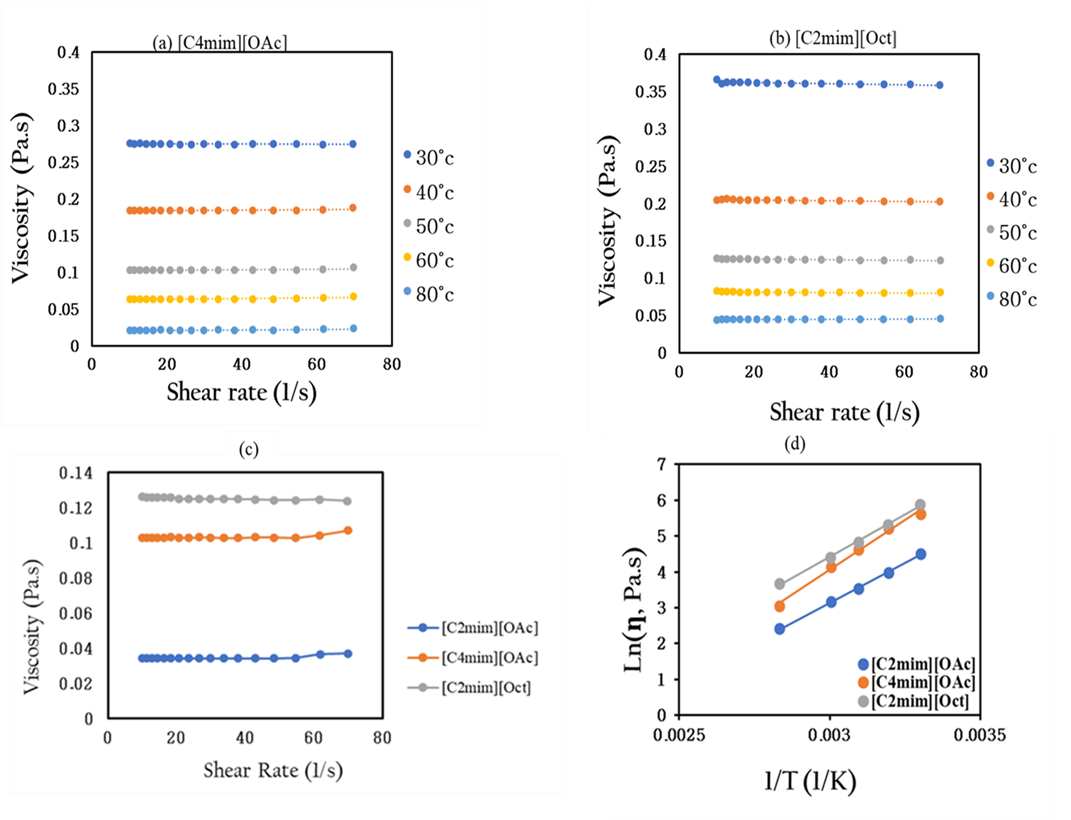 (a) [C4mim][OAc]
0.4
0.35
0.3
0.25
0.2
0.15
0.1
0.05
0
0 20 40 60 80
Viscosity (Pa.s)
Shear rate (1/s)
30°c
40°c
50°c
60°c
80°c
(b) [C2mim][Oct]
0.4
0.35
0.3
0.25
0.2
0.15
0.1
0.05
0
0 20 40 60 80
Viscosity (Pa.s)
Shear rate (1/s)
30°c
40°c
50°c
60°c
80°c
(c)
0.14
0.12
0.1
0.08
0.06
0.04
0.02
0
0 20 40 60 80
Viscosity (Pa.s)
Shear Rate (1/s)
[C2mim][OAc]
[C4mim][OAc]
[C2mim][Oct]
(d)
7
6
5
4
3
2
1
0
0.0025 0.003 0.0035
Ln(η, Pa.s)
1/T (1/K)
[C2mim][OAc]
[C4mim][OAc]
[C2mim][Oct]